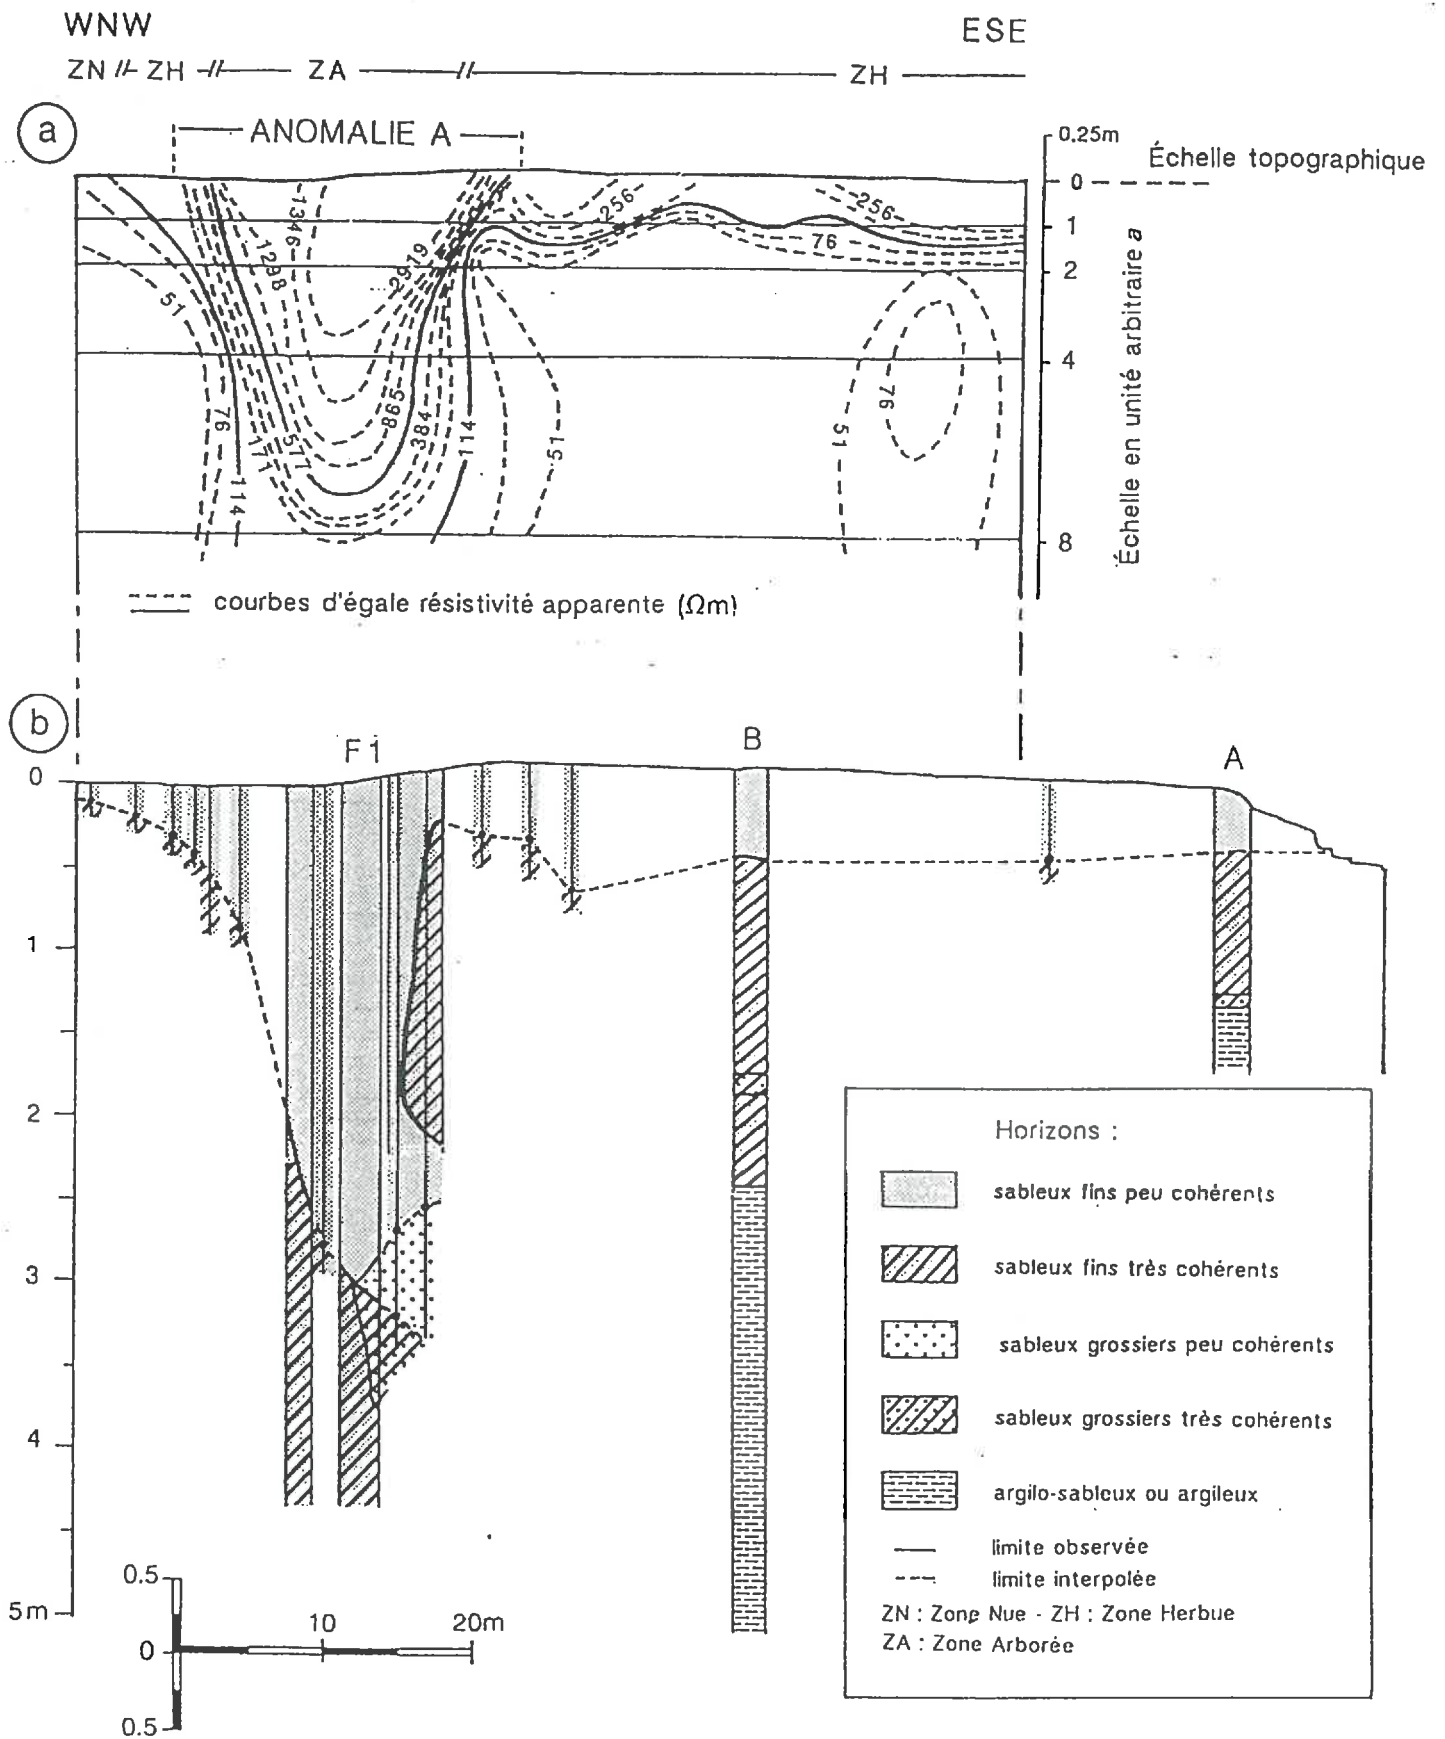 WNW ESE
ZN ZH ZA ZH
a
ANOMALIE A
0.25m
Échelle topographique
0
1
2
4
8
Échelle en unité arbitraire a
1346
1298
2919
256
256
76
51
76
114
171
577
865
384
114
51
51
76
courbes d'égale résistivité apparente (Ωm)
b
F1 B A
0
1
2
3
4
5m
Horizons :
sableux fins peu cohérents
sableux fins très cohérents
sableux grossiers peu cohérents
sableux grossiers très cohérents
argilo-sableux ou argileux
limite observée
limite interpolée
ZN : Zone Nue - ZH : Zone Herbue
ZA : Zone Arborée
0.5
10 20m
0
0.5